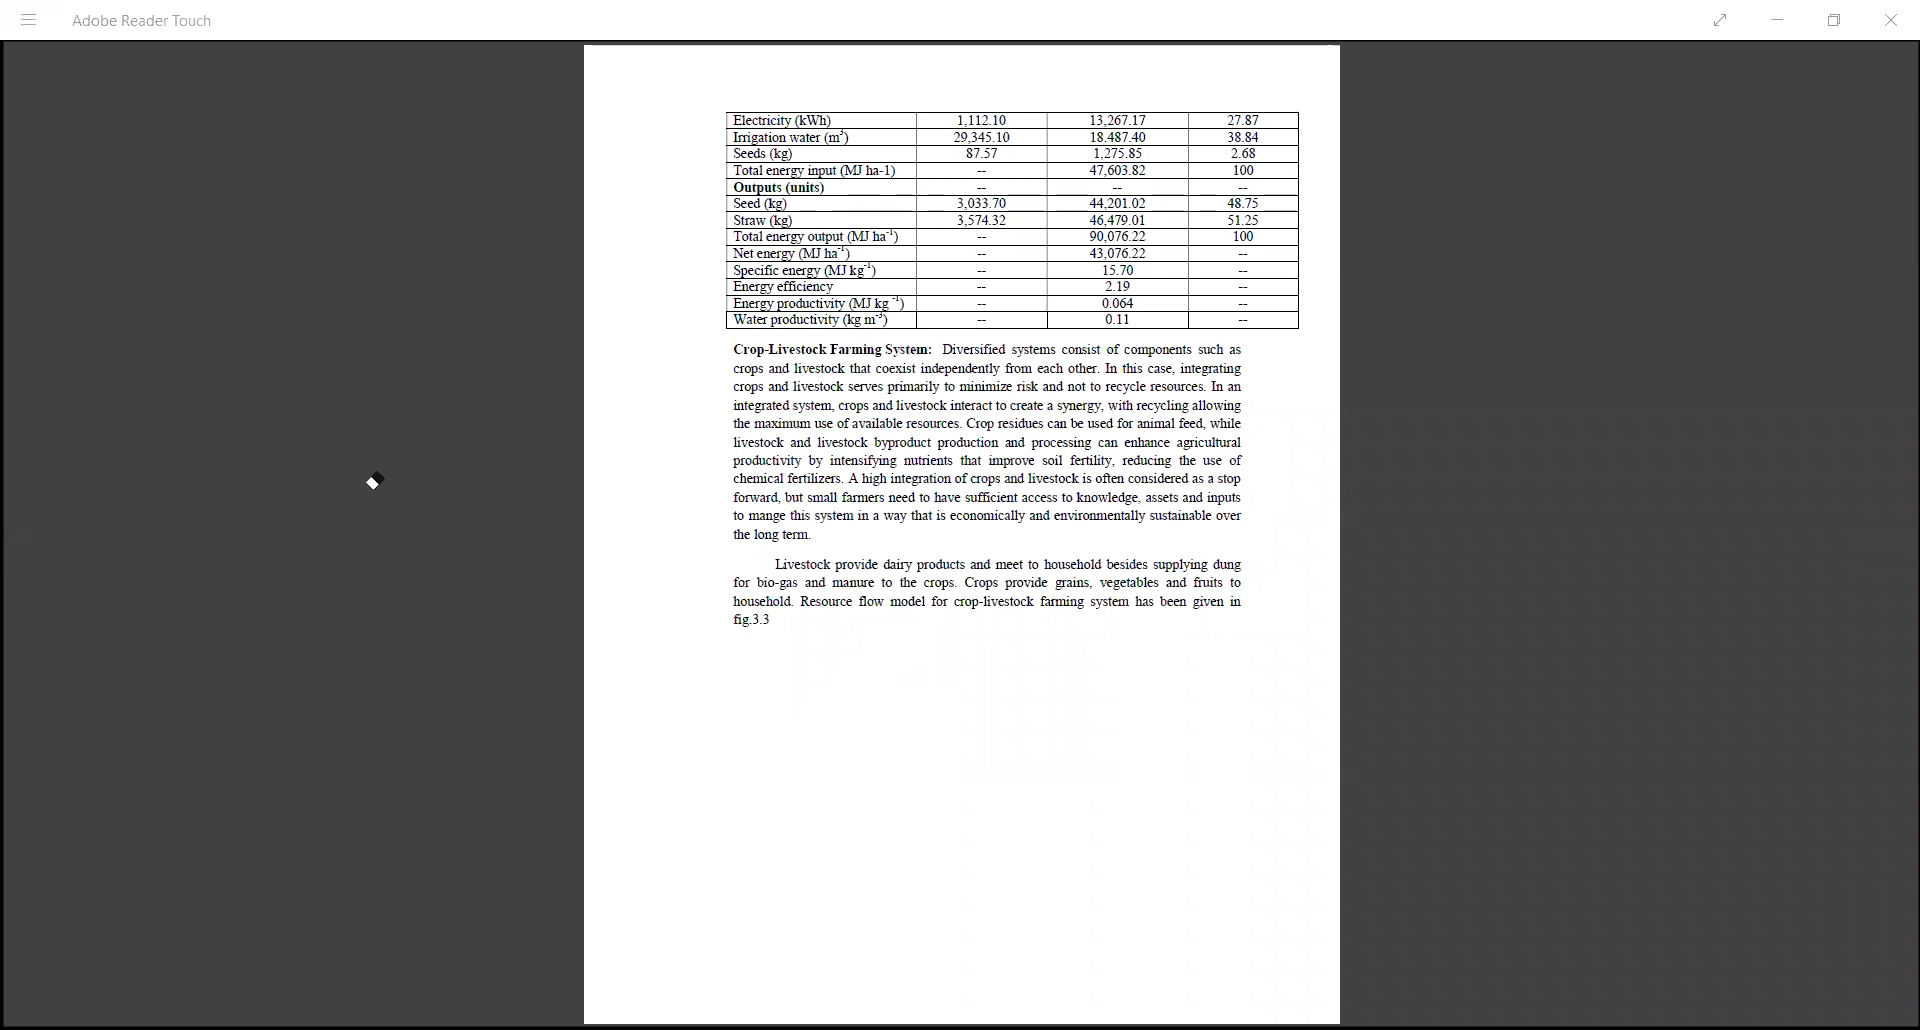 Adobe Reader Touch
Electricity (kWh) 1,112.10 13,267.17 27.87
Irrigation water (m³) 29,345.10 18.487.40 38.84
Seeds (kg) 87.57 1,275.85 2.68
Total energy input (MJ ha-1) -- 47,603.82 100
Outputs (units) -- -- --
Seed (kg) 3,033.70 44,201.02 48.75
Straw (kg) 3,574.32 46,479.01 51.25
Total energy output (MJ ha⁻¹) -- 90,076.22 100
Net energy (MJ ha⁻¹) -- 43,076.22 --
Specific energy (MJ kg⁻¹) -- 15.70 --
Energy efficiency -- 2.19 --
Energy productivity (MJ kg ⁻¹) -- 0.064 --
Water productivity (kg m⁻³) -- 0.11 --
Crop-Livestock Farming System: Diversified systems consist of components such as
crops and livestock that coexist independently from each other. In this case, integrating
crops and livestock serves primarily to minimize risk and not to recycle resources. In an
integrated system, crops and livestock interact to create a synergy, with recycling allowing
the maximum use of available resources. Crop residues can be used for animal feed, while
livestock and livestock byproduct production and processing can enhance agricultural
productivity by intensifying nutrients that improve soil fertility, reducing the use of
chemical fertilizers. A high integration of crops and livestock is often considered as a stop
forward, but small farmers need to have sufficient access to knowledge, assets and inputs
to mange this system in a way that is economically and environmentally sustainable over
the long term.
Livestock provide dairy products and meet to household besides supplying dung
for bio-gas and manure to the crops. Crops provide grains, vegetables and fruits to
household. Resource flow model for crop-livestock farming system has been given in
fig.3.3